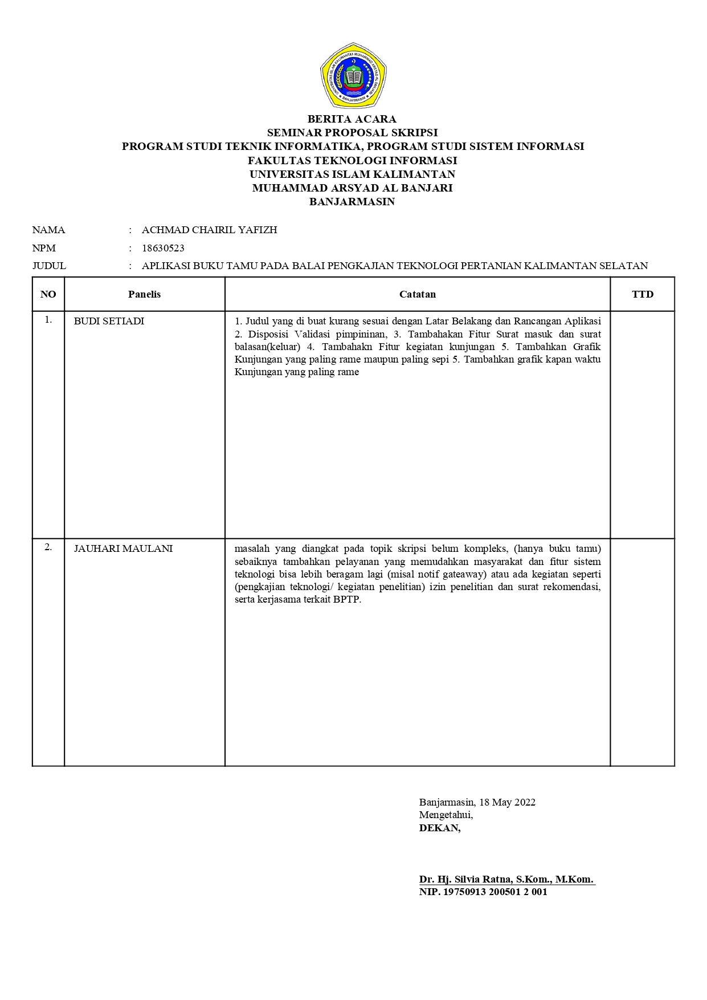 UNIVERSITAS ISLAM KALIMANTAN MUHAMMAD ARSYAD AL BANJARI
★ BANJARMASIN ★
BERITA ACARA
SEMINAR PROPOSAL SKRIPSI
PROGRAM STUDI TEKNIK INFORMATIKA, PROGRAM STUDI SISTEM INFORMASI
FAKULTAS TEKNOLOGI INFORMASI
UNIVERSITAS ISLAM KALIMANTAN
MUHAMMAD ARSYAD AL BANJARI
BANJARMASIN
NAMA : ACHMAD CHAIRIL YAFIZH
NPM : 18630523
JUDUL : APLIKASI BUKU TAMU PADA BALAI PENGKAJIAN TEKNOLOGI PERTANIAN KALIMANTAN SELATAN
NO Panelis Catatan TTD
1. BUDI SETIADI 1. Judul yang di buat kurang sesuai dengan Latar Belakang dan Rancangan Aplikasi
2. Disposisi Validasi pimpininan, 3. Tambahakan Fitur Surat masuk dan surat
balasan(keluar) 4. Tambahakn Fitur kegiatan kunjungan 5. Tambahkan Grafik
Kunjungan yang paling rame maupun paling sepi 5. Tambahkan grafik kapan waktu
Kunjungan yang paling rame
2. JAUHARI MAULANI masalah yang diangkat pada topik skripsi belum kompleks, (hanya buku tamu)
sebaiknya tambahkan pelayanan yang memudahkan masyarakat dan fitur sistem
teknologi bisa lebih beragam lagi (misal notif gateaway) atau ada kegiatan seperti
(pengkajian teknologi/ kegiatan penelitian) izin penelitian dan surat rekomendasi,
serta kerjasama terkait BPTP.
Banjarmasin, 18 May 2022
Mengetahui,
DEKAN,
Dr. Hj. Silvia Ratna, S.Kom., M.Kom.
NIP. 19750913 200501 2 001